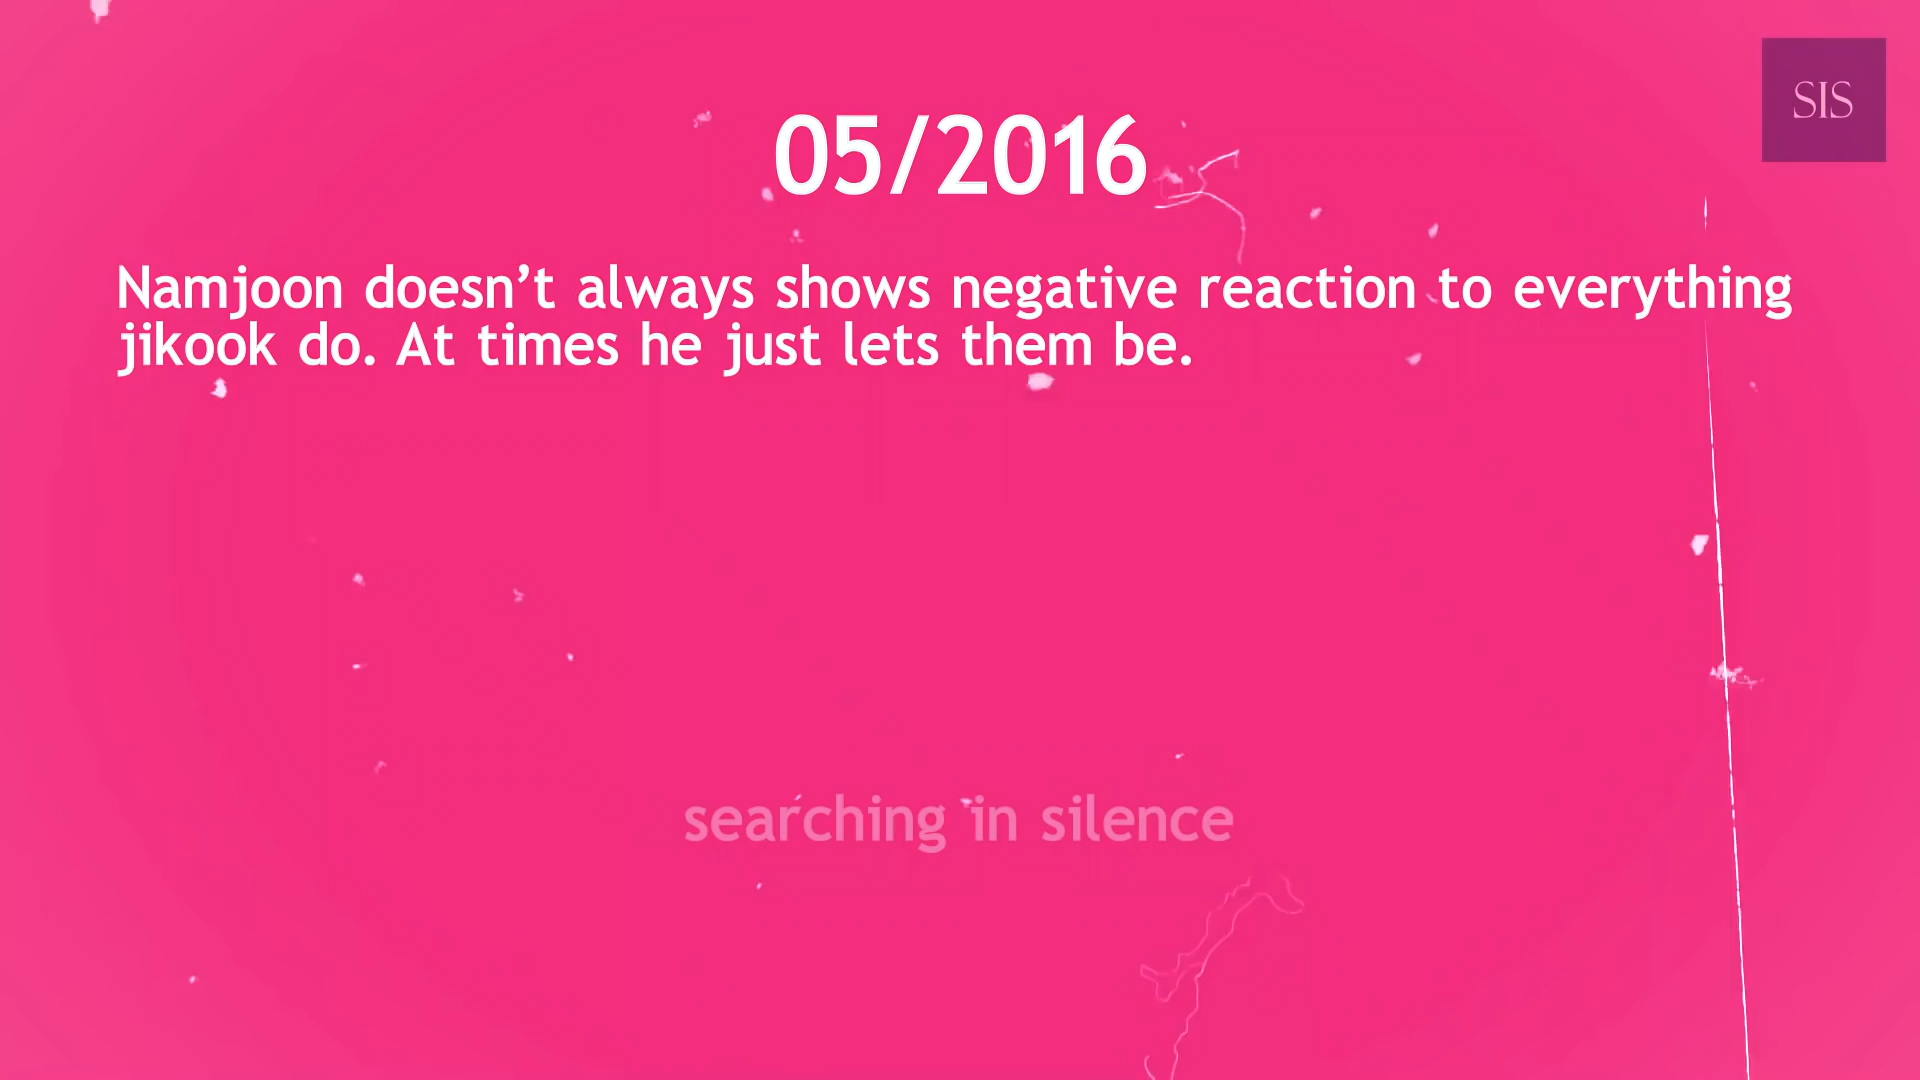 SIS
05/2016
Namjoon doesn’t always shows negative reaction to everything
jikook do. At times he just lets them be.
searching in silence